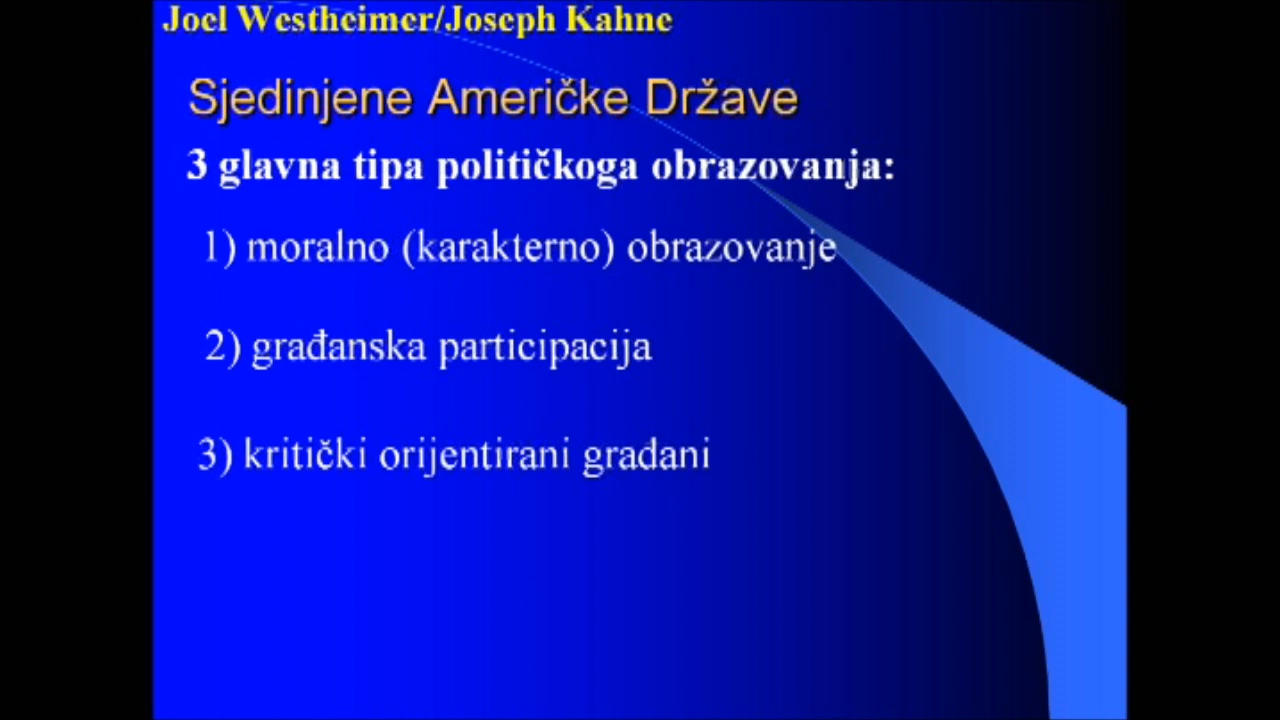 Joel Westheimer/Joseph Kahne
Sjedinjene Američke Države
3 glavna tipa političkoga obrazovanja:
1) moralno (karakterno) obrazovanje
2) građanska participacija
3) kritički orijentirani građani